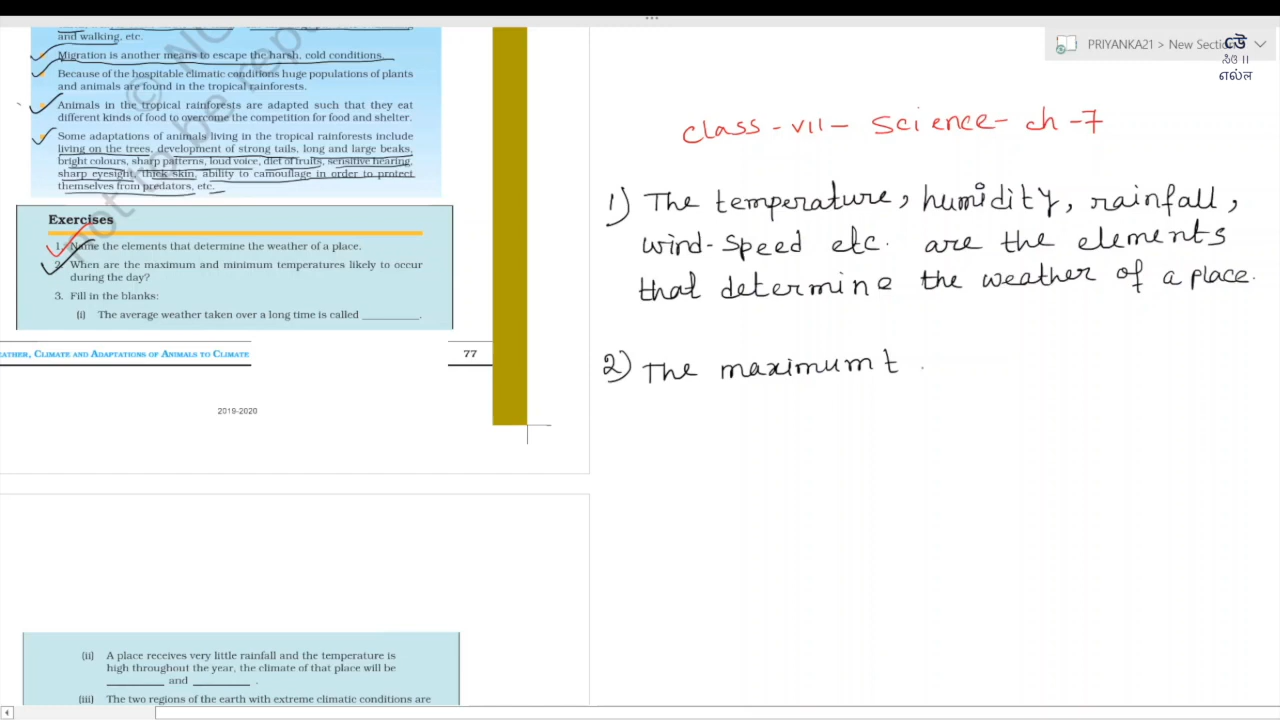 and walking, etc.
Migration is another means to escape the harsh, cold conditions.
Because of the hospitable climatic conditions huge populations of plants
and animals are found in the tropical rainforests.
Animals in the tropical rainforests are adapted such that they eat
different kinds of food to overcome the competition for food and shelter.
Some adaptations of animals living in the tropical rainforests include
living on the trees, development of strong tails, long and large beaks,
bright colours, sharp patterns, loud voice, diet of fruits, sensitive hearing,
sharp eyesight, thick skin, ability to camouflage in order to protect
themselves from predators, etc.
Exercises
1. Name the elements that determine the weather of a place.
2. When are the maximum and minimum temperatures likely to occur
during the day?
3. Fill in the blanks:
(i) The average weather taken over a long time is called __________ .
EATHER, CLIMATE AND ADAPTATIONS OF ANIMALS TO CLIMATE
77
2019-2020
(ii) A place receives very little rainfall and the temperature is
high throughout the year, the climate of that place will be
__________ and __________ .
(iii) The two regions of the earth with extreme climatic conditions are
PRIYANKA21 > New Section
எல்ல
class - vii - science - ch - 7
1) The temperature, humidity, rainfall,
wind-speed etc. are the elements
that determine the weather of a place.
2) The maximum t